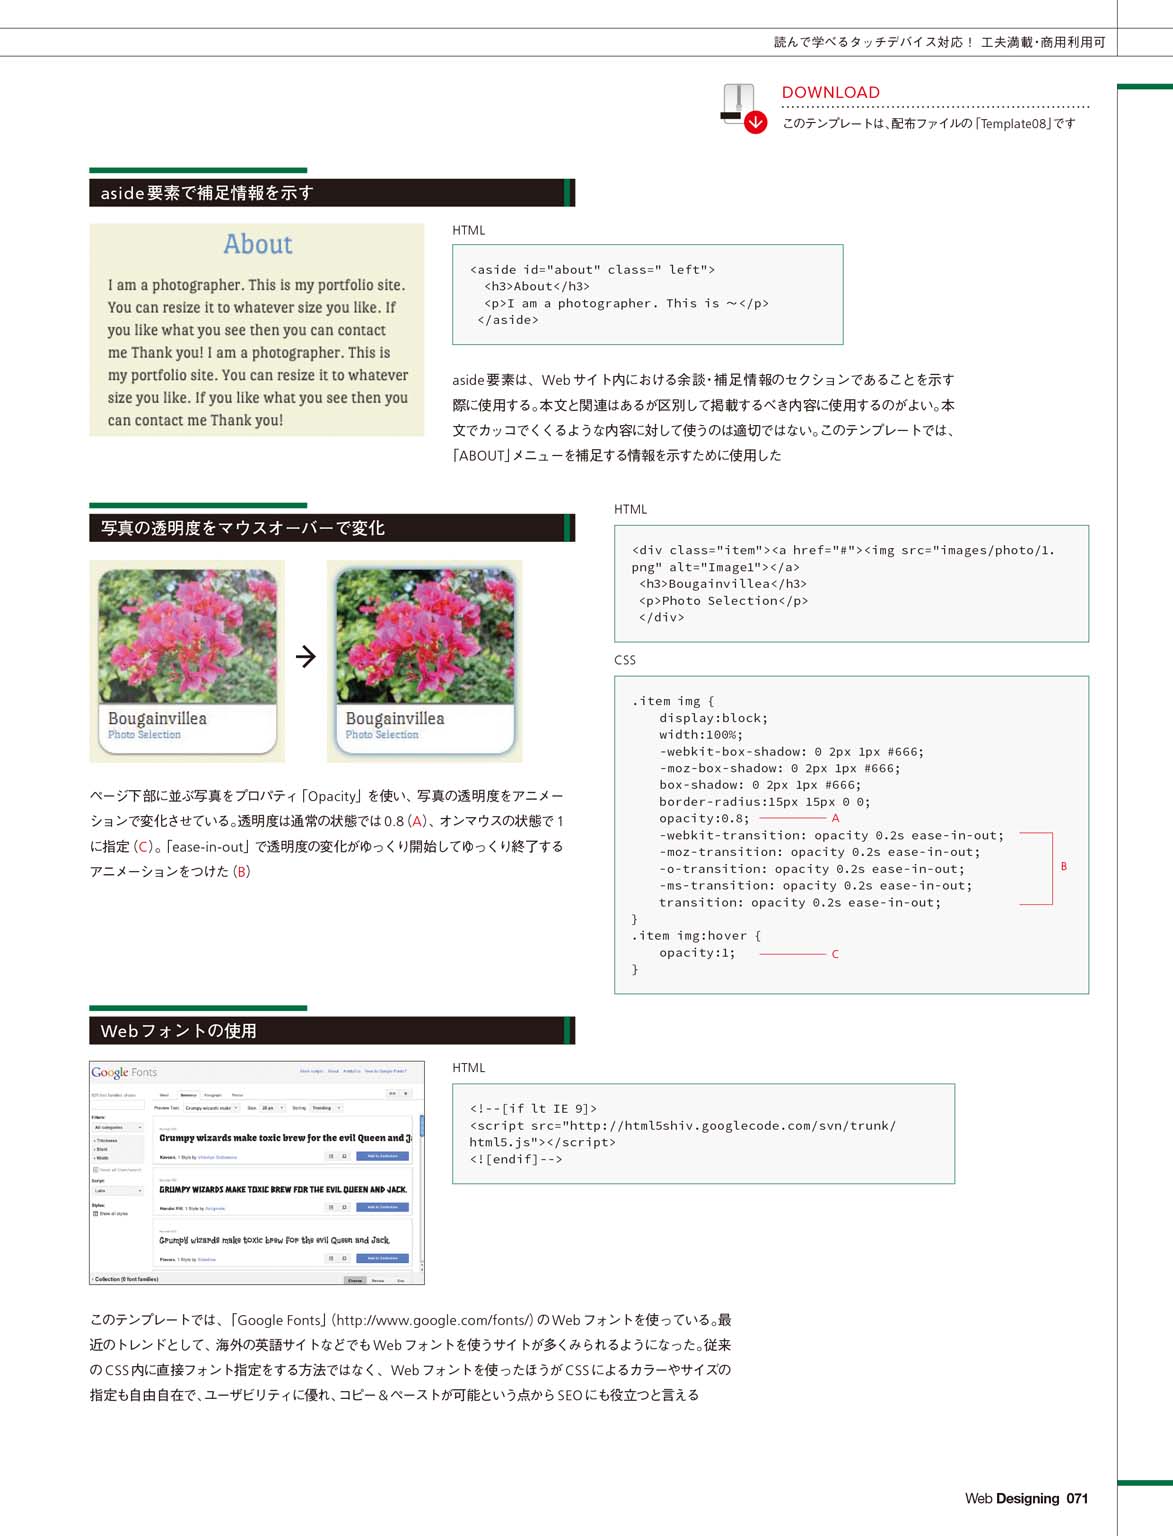 読んで学べるタッチデバイス対応！ 工夫満載・商用利用可
DOWNLOAD
このテンプレートは、配布ファイルの「Template08」です
aside要素で補足情報を示す
About
I am a photographer. This is my portfolio site.
You can resize it to whatever size you like. If
you like what you see then you can contact
me Thank you! I am a photographer. This is
my portfolio site. You can resize it to whatever
size you like. If you like what you see then you
can contact me Thank you!
HTML
<aside id="about" class=" left">
<h3>About</h3>
<p>I am a photographer. This is ～</p>
</aside>
aside要素は、Webサイト内における余談・補足情報のセクションであることを示す
際に使用する。本文と関連はあるが区別して掲載するべき内容に使用するのがよい。本
文でカッコでくくるような内容に対して使うのは適切ではない。このテンプレートでは、
「ABOUT」メニューを補足する情報を示すために使用した
写真の透明度をマウスオーバーで変化
Bougainvillea
Photo Selection
Bougainvillea
Photo Selection
ページ下部に並ぶ写真をプロパティ「Opacity」を使い、写真の透明度をアニメー
ションで変化させている。透明度は通常の状態では0.8（A）、オンマウスの状態で1
に指定（C）。「ease-in-out」で透明度の変化がゆっくり開始してゆっくり終了する
アニメーションをつけた（B）
HTML
<div class="item"><a href="#"><img src="images/photo/1.
png" alt="Image1"></a>
<h3>Bougainvillea</h3>
<p>Photo Selection</p>
</div>
CSS
.item img {
display:block;
width:100%;
-webkit-box-shadow: 0 2px 1px #666;
-moz-box-shadow: 0 2px 1px #666;
box-shadow: 0 2px 1px #666;
border-radius:15px 15px 0 0;
opacity:0.8; A
-webkit-transition: opacity 0.2s ease-in-out;
-moz-transition: opacity 0.2s ease-in-out;
-o-transition: opacity 0.2s ease-in-out; B
-ms-transition: opacity 0.2s ease-in-out;
transition: opacity 0.2s ease-in-out;
}
.item img:hover {
opacity:1; C
}
Webフォントの使用
Google Fonts
Word Summary Paragraph Poster
Preview Text: Grumpy wizards make Size: 28 px Sorting: Trending
Filters:
All categories
Thickness
Slant
Width
Script:
Latin
Styles:
Show all styles
Grumpy wizards make toxic brew for the evil Queen and J
Add to Collection
GRUMPY WIZARDS MAKE TOXIC BREW FOR THE EVIL QUEEN AND JACK.
Add to Collection
Grumpy wizards make toxic brew for the evil Queen and Jack.
Add to Collection
Collection (0 font families)
Choose Review Use
HTML
<!--[if lt IE 9]>
<script src="http://html5shiv.googlecode.com/svn/trunk/
html5.js"></script>
<![endif]-->
このテンプレートでは、「Google Fonts」（http://www.google.com/fonts/）のWebフォントを使っている。最
近のトレンドとして、海外の英語サイトなどでもWebフォントを使うサイトが多くみられるようになった。従来
のCSS内に直接フォント指定をする方法ではなく、Webフォントを使ったほうがCSSによるカラーやサイズの
指定も自由自在で、ユーザビリティに優れ、コピー＆ペーストが可能という点からSEOにも役立つと言える
Web Designing 071